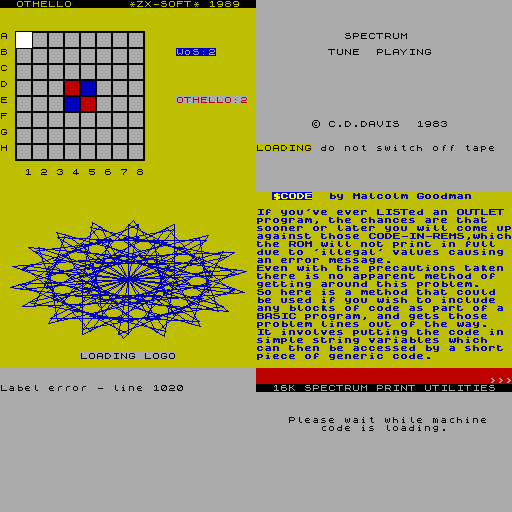 OTHELLO *ZX-SOFT* 1989
A
B WoS:2
C
D
E OTHELLO:2
F
G
H
1 2 3 4 5 6 7 8
SPECTRUM
TUNE PLAYING
© C.D.DAVIS 1983
LOADING do not switch off tape
LOADING LOGO
$CODE by Malcolm Goodman
If you've ever LISTed an OUTLET
program, the chances are that
sooner or later you will come up
against those CODE-IN-REMS,which
the ROM will not print in full
due to 'illegal' values causing
an error message.
Even with the precautions taken
there is no apparent method of
getting around this problem.
So here is a method that could
be used if you wish to include
any blocks of code as part of a
BASIC program, and gets those
problem lines out of the way.
It involves putting the code in
simple string variables which
can then be accessed by a short
piece of generic code.
Label error - line 1020
>>>
16K SPECTRUM PRINT UTILITIES
Please wait while machine
code is loading.